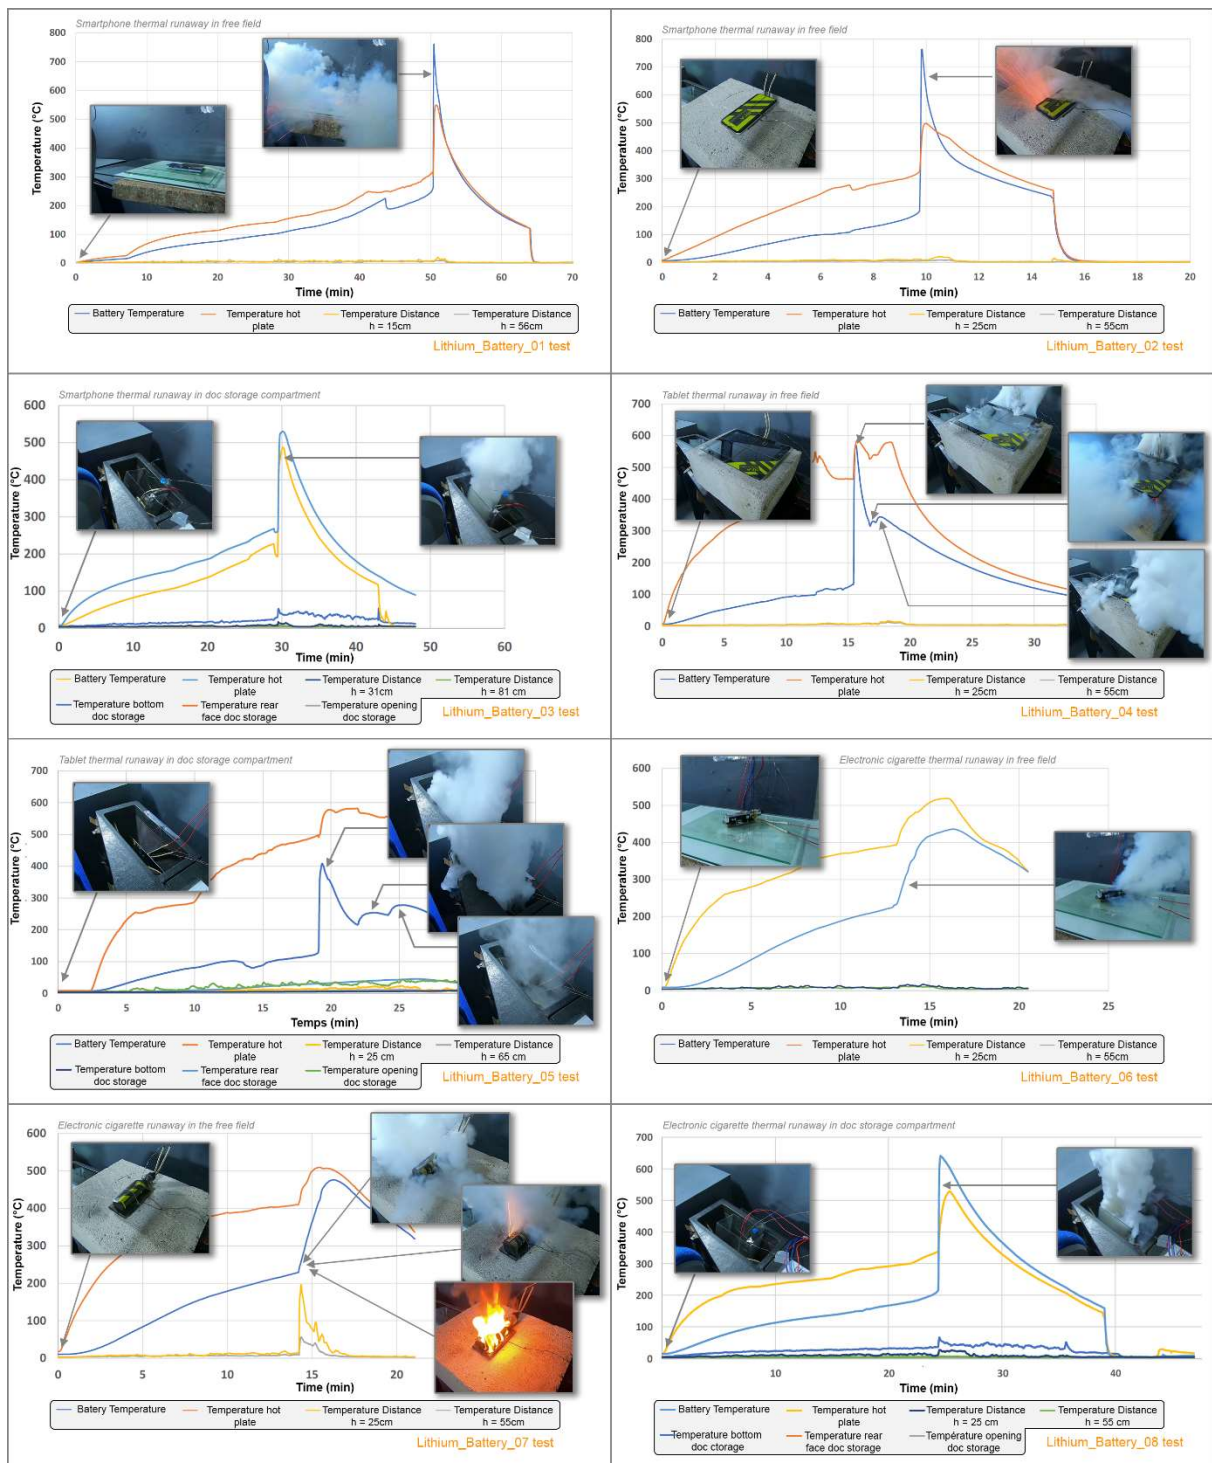 Smartphone thermal runaway in free field
Temperature (°C)
800
700
600
500
400
300
200
100
0
0 10 20 30 40 50 60 70
Time (min)
Battery Temperature
Temperature hot plate
Temperature Distance h = 15cm
Temperature Distance h = 56cm
Lithium_Battery_01 test
Smartphone thermal runaway in free field
Temperature (°C)
800
700
600
500
400
300
200
100
0
0 2 4 6 8 10 12 14 16 18 20
Time (min)
Battery Temperature
Temperature hot plate
Temperature Distance h = 25cm
Temperature Distance h = 55cm
Lithium_Battery_02 test
Smartphone thermal runaway in doc storage compartment
Temperature (°C)
600
500
400
300
200
100
0
0 10 20 30 40 50 60
Time (min)
Battery Temperature
Temperature hot plate
Temperature Distance h = 31cm
Temperature Distance h = 81 cm
Temperature bottom doc storage
Temperature rear face doc storage
Temperature opening doc storage
Lithium_Battery_03 test
Tablet thermal runaway in free field
Temperature (°C)
700
600
500
400
300
200
100
0
0 5 10 15 20 25 30
Time (min)
Battery Temperature
Temperature hot plate
Temperature Distance h = 25cm
Temperature Distance h = 55cm
Lithium_Battery_04 test
Tablet thermal runaway in doc storage compartment
Temperature (°C)
700
600
500
400
300
200
100
0
0 5 10 15 20 25
Temps (min)
Battery Temperature
Temperature hot plate
Temperature Distance h = 25 cm
Temperature Distance h = 65 cm
Temperature bottom doc storage
Temperature rear face doc storage
Temperature opening doc storage
Lithium_Battery_05 test
Electronic cigarette thermal runaway in free field
Temperature (°C)
600
500
400
300
200
100
0
0 5 10 15 20 25
Time (min)
Battery Temperature
Temperature hot plate
Temperature Distance h = 25cm
Temperature Distance h = 55cm
Lithium_Battery_06 test
Electronic cigarette runaway in the free field
Temperature (°C)
600
500
400
300
200
100
0
0 5 10 15 20
Time (min)
Batery Temperature
Temperature hot plate
Temperature Distance h = 25cm
Temperature Distance h = 55cm
Lithium_Battery_07 test
Electronic cigarette thermal runaway in doc storage compartment
Temperature (°C)
700
600
500
400
300
200
100
0
0 10 20 30 40
Time (min)
Batery Temperature
Temperature hot plate
Temperature Distance h = 25 cm
Temperature Distance h = 55 cm
Temperature bottom doc ctorage
Temperature rear face doc storage
Température opening doc storage
Lithium_Battery_08 test